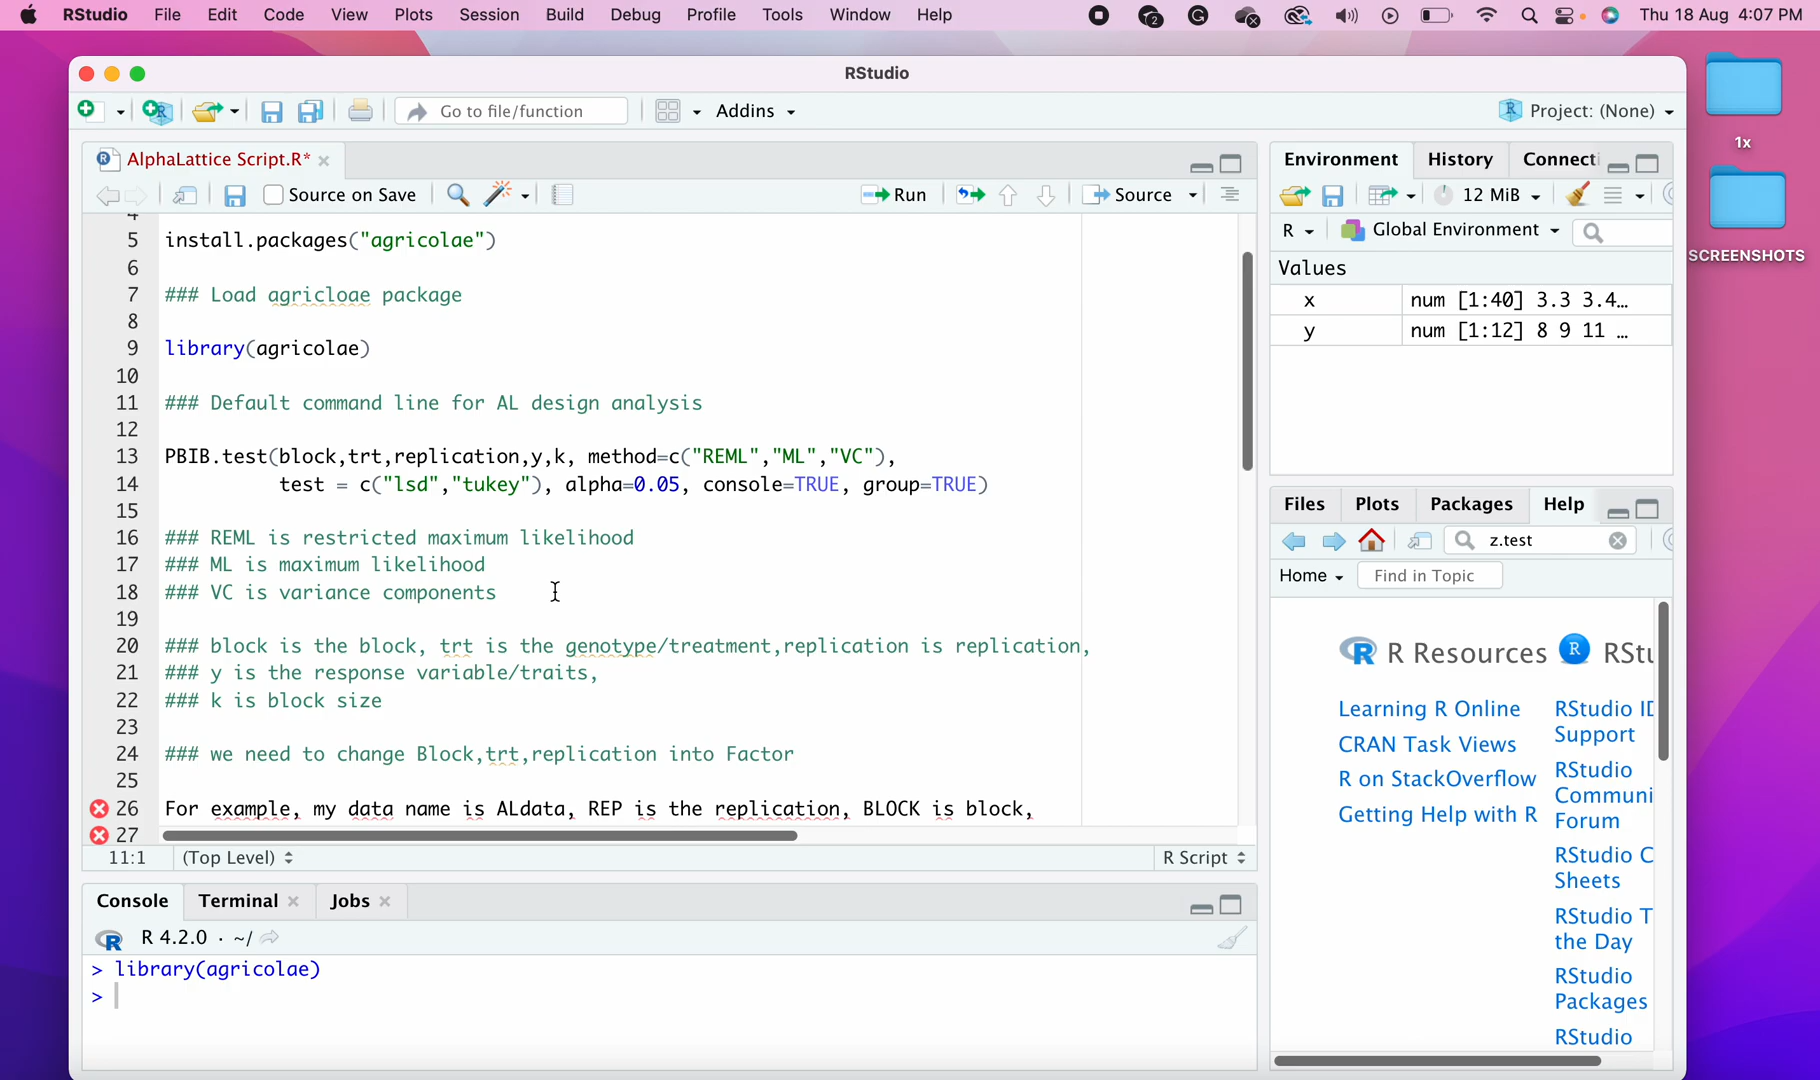 RStudio File Edit Code View Plots Session Build Debug Profile Tools Window Help 2 Thu 18 Aug 4:07 PM
RStudio
Go to file/function Addins Project: (None)
1x
SCREENSHOTS
AlphaLattice Script.R*
Source on Save Run Source
4
5 install.packages("agricolae")
6
7 ### Load agricloae package
8
9 library(agricolae)
10
11 ### Default command line for AL design analysis
12
13 PBIB.test(block,trt,replication,y,k, method=c("REML","ML","VC"),
14 test = c("lsd","tukey"), alpha=0.05, console=TRUE, group=TRUE)
15
16 ### REML is restricted maximum likelihood
17 ### ML is maximum likelihood
18 ### VC is variance components
19
20 ### block is the block, trt is the genotype/treatment,replication is replication,
21 ### y is the response variable/traits,
22 ### k is block size
23
24 ### we need to change Block,trt,replication into Factor
25
26 For example, my data name is ALdata, REP is the replication, BLOCK is block,
27
11:1 (Top Level) R Script
Console Terminal Jobs
R 4.2.0 · ~/
> library(agricolae)
>
Environment History Connecti
12 MiB
R Global Environment
Values
x num [1:40] 3.3 3.4…
y num [1:12] 8 9 11 …
Files Plots Packages Help
z.test
Home Find in Topic
R Resources
Learning R Online
CRAN Task Views
R on StackOverflow
Getting Help with R
R RStu
RStudio ID
Support
RStudio
Communi
Forum
RStudio C
Sheets
RStudio T
the Day
RStudio
Packages
RStudio